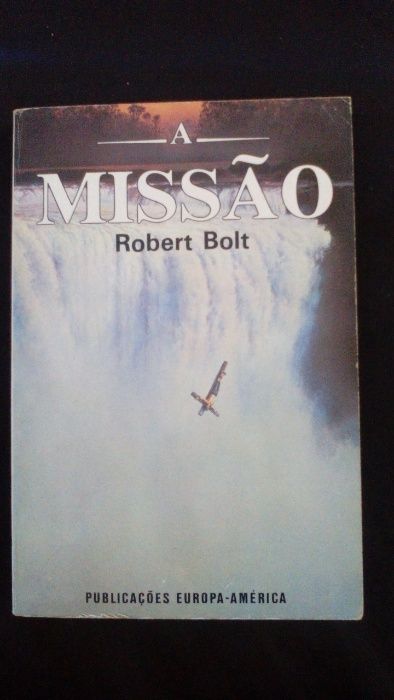 A
MISSÃO
Robert Bolt
PUBLICAÇÕES EUROPA-AMÉRICA